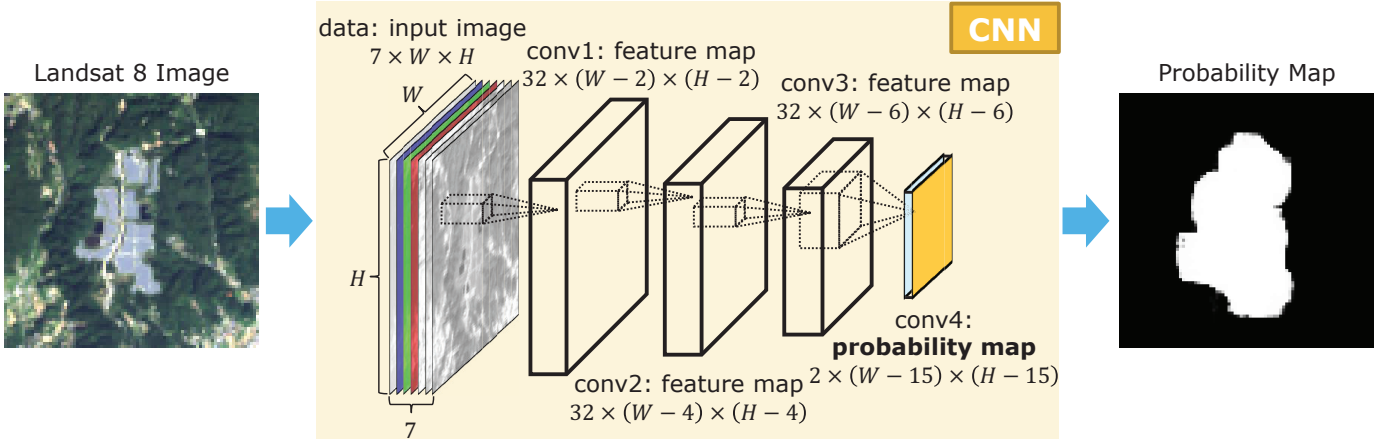 Landsat 8 Image
data: input image
7 × W × H
W
H
7
conv1: feature map
32 × (W − 2) × (H − 2)
conv2: feature map
32 × (W − 4) × (H − 4)
conv3: feature map
32 × (W − 6) × (H − 6)
CNN
conv4:
probability map
2 × (W − 15) × (H − 15)
Probability Map